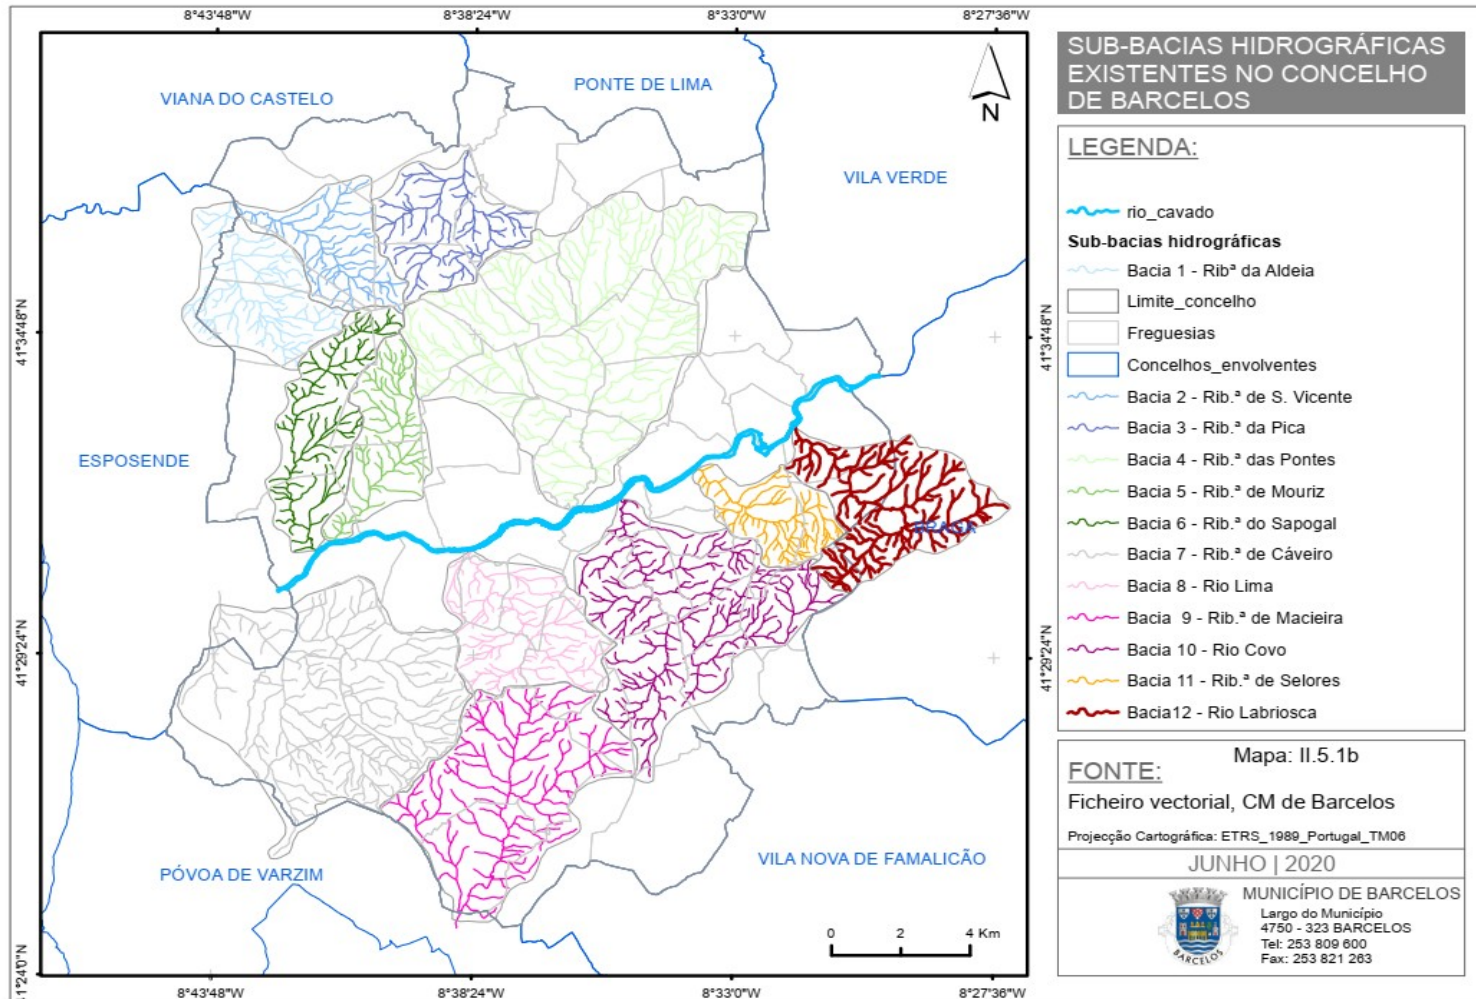 8°43'48"W
8°38'24"W
8°33'0"W
8°27'36"W
VIANA DO CASTELO
PONTE DE LIMA
VILA VERDE
N
41°34'48"N
41°34'48"N
ESPOSENDE
BRAGA
41°29'24"N
41°29'24"N
PÓVOA DE VARZIM
VILA NOVA DE FAMALICÃO
0 2 4 Km
41°24'0"N
8°43'48"W
8°38'24"W
8°33'0"W
8°27'36"W
SUB-BACIAS HIDROGRÁFICAS
EXISTENTES NO CONCELHO
DE BARCELOS
LEGENDA:
rio_cavado
Sub-bacias hidrográficas
Bacia 1 - Ribª da Aldeia
Limite_concelho
Freguesias
Concelhos_envolventes
Bacia 2 - Rib.ª de S. Vicente
Bacia 3 - Rib.ª da Pica
Bacia 4 - Rib.ª das Pontes
Bacia 5 - Rib.ª de Mouriz
Bacia 6 - Rib.ª do Sapogal
Bacia 7 - Rib.ª de Cáveiro
Bacia 8 - Rio Lima
Bacia 9 - Rib.ª de Macieira
Bacia 10 - Rio Covo
Bacia 11 - Rib.ª de Selores
Bacia12 - Rio Labriosca
Mapa: II.5.1b
FONTE:
Ficheiro vectorial, CM de Barcelos
Projecção Cartográfica: ETRS_1989_Portugal_TM06
JUNHO | 2020
MUNICÍPIO DE BARCELOS
Largo do Município
4750 - 323 BARCELOS
Tel: 253 809 600
Fax: 253 821 263
BARCELOS